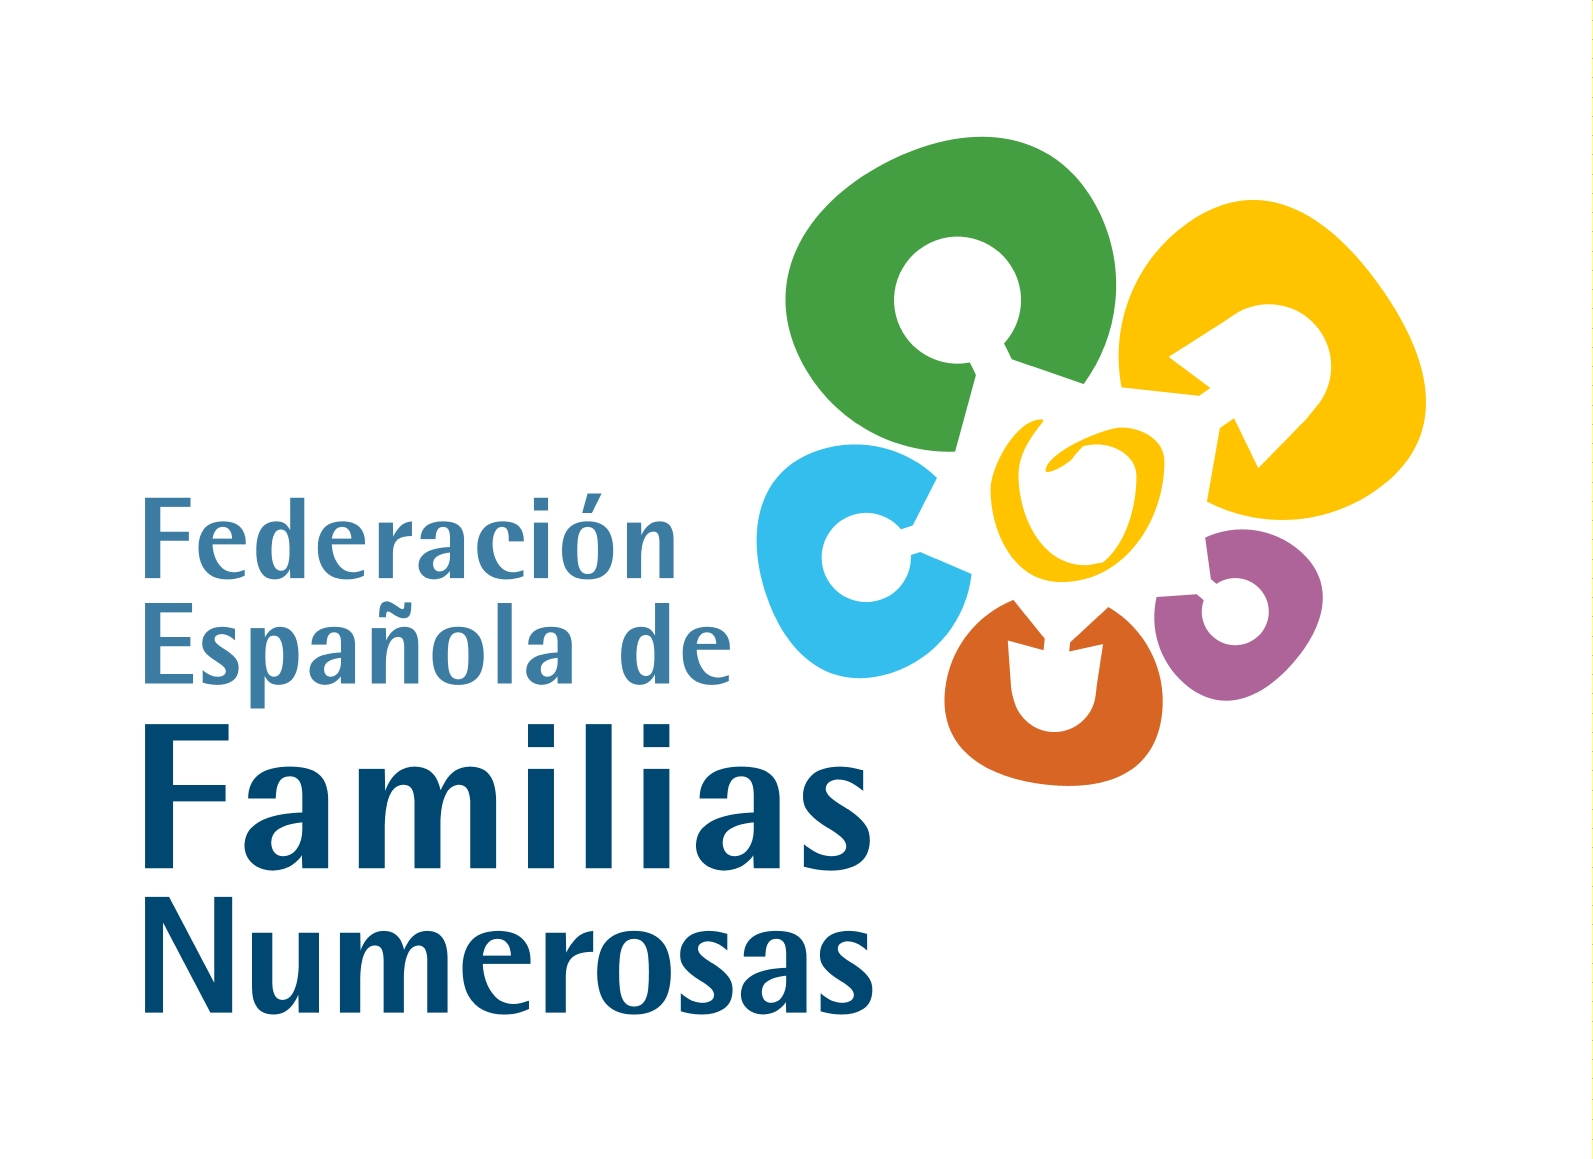 Federación
Española de
Familias
Numerosas